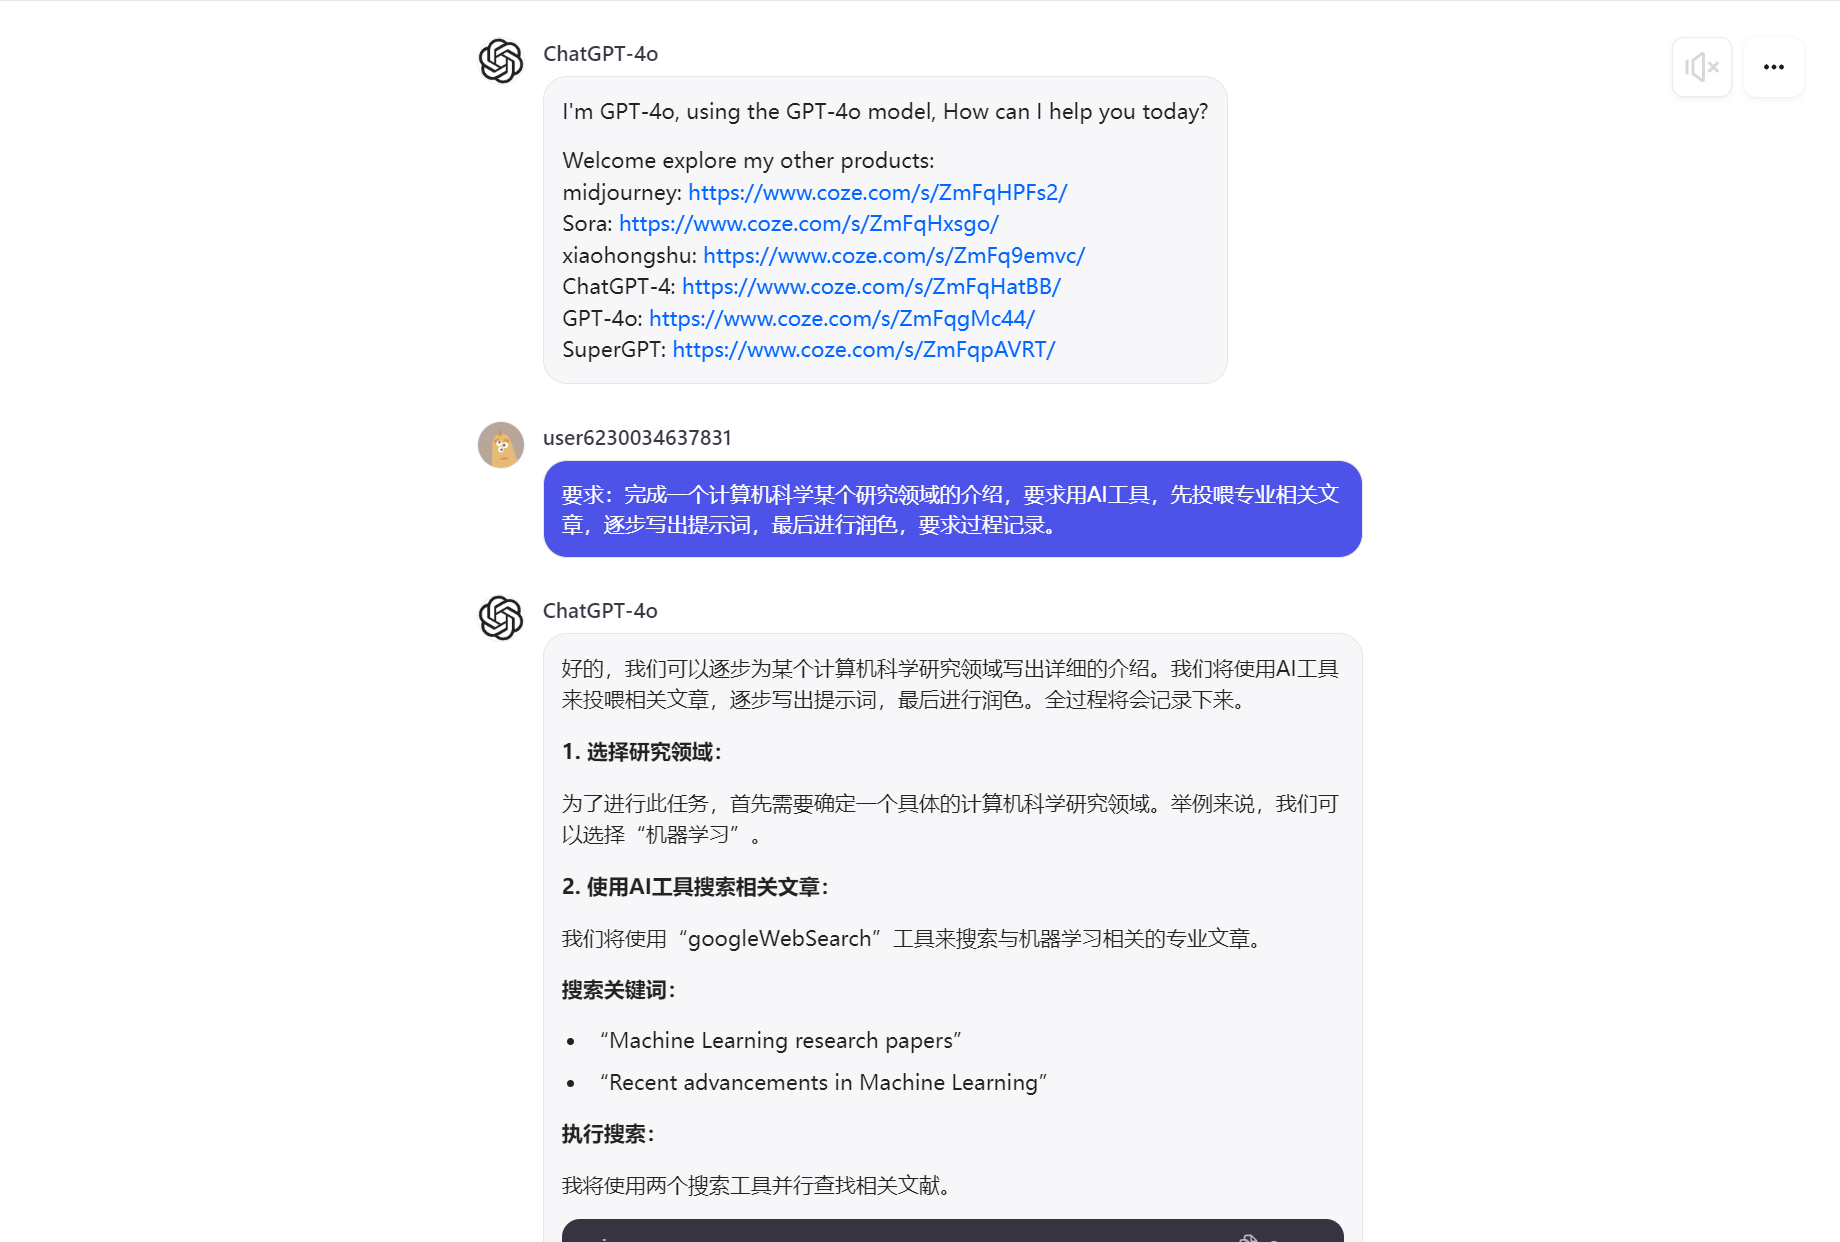 ChatGPT-4o
I'm GPT-4o, using the GPT-4o model, How can I help you today?
Welcome explore my other products:
midjourney: https://www.coze.com/s/ZmFqHPFs2/
Sora: https://www.coze.com/s/ZmFqHxsgo/
xiaohongshu: https://www.coze.com/s/ZmFq9emvc/
ChatGPT-4: https://www.coze.com/s/ZmFqHatBB/
GPT-4o: https://www.coze.com/s/ZmFqgMc44/
SuperGPT: https://www.coze.com/s/ZmFqpAVRT/
user6230034637831
要求：完成一个计算机科学某个研究领域的介绍，要求用AI工具，先投喂专业相关文
章，逐步写出提示词，最后进行润色，要求过程记录。
ChatGPT-4o
好的，我们可以逐步为某个计算机科学研究领域写出详细的介绍。我们将使用AI工具
来投喂相关文章，逐步写出提示词，最后进行润色。全过程将会记录下来。
1. 选择研究领域：
为了进行此任务，首先需要确定一个具体的计算机科学研究领域。举例来说，我们可
以选择“机器学习”。
2. 使用AI工具搜索相关文章：
我们将使用“googleWebSearch”工具来搜索与机器学习相关的专业文章。
搜索关键词：
• “Machine Learning research papers”
• “Recent advancements in Machine Learning”
执行搜索：
我将使用两个搜索工具并行查找相关文献。